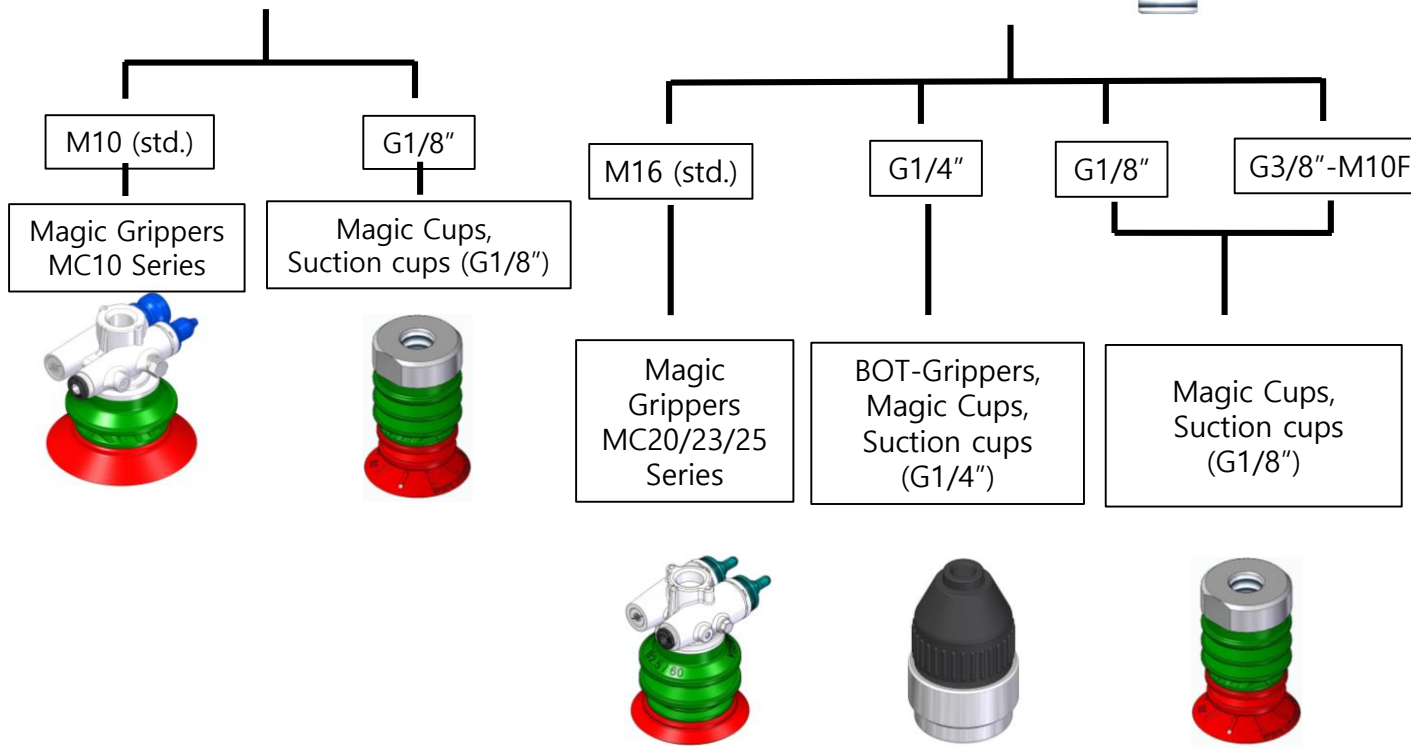 M10 (std.)
G1/8″
M16 (std.)
G1/4″
G1/8″
G3/8″-M10F
Magic Grippers
MC10 Series
Magic Cups,
Suction cups (G1/8″)
Magic
Grippers
MC20/23/25
Series
BOT-Grippers,
Magic Cups,
Suction cups
(G1/4″)
Magic Cups,
Suction cups
(G1/8″)